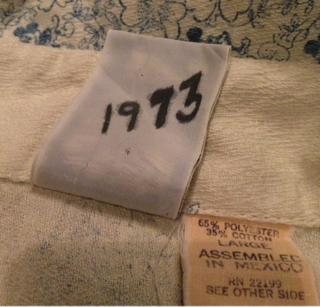 1973
65% POLYESTER
35% COTTON
LARGE
ASSEMBLED
IN MEXICO
RN 22199
SEE OTHER SIDE